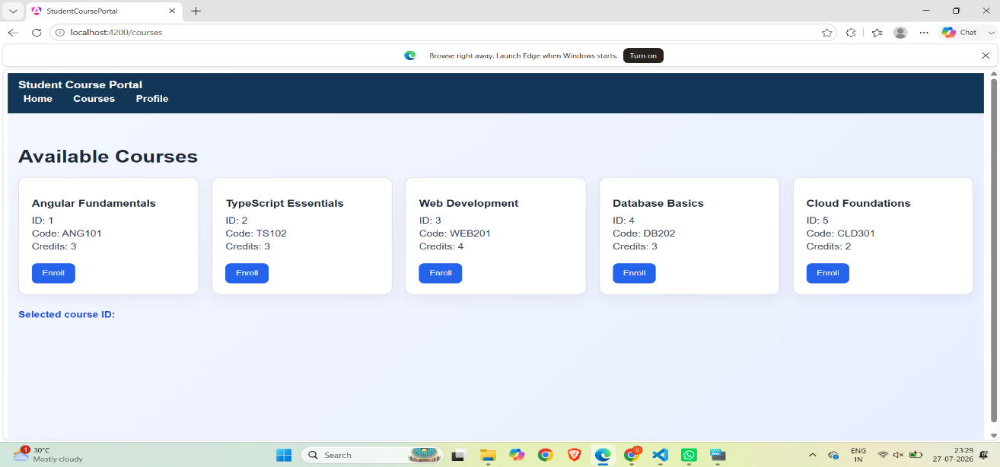 StudentCoursePortal
localhost:4200/courses
Chat
Browse right away. Launch Edge when Windows starts. Turn on
Student Course Portal
Home Courses Profile
Available Courses
Angular Fundamentals
ID: 1
Code: ANG101
Credits: 3
Enroll
TypeScript Essentials
ID: 2
Code: TS102
Credits: 3
Enroll
Web Development
ID: 3
Code: WEB201
Credits: 4
Enroll
Database Basics
ID: 4
Code: DB202
Credits: 3
Enroll
Cloud Foundations
ID: 5
Code: CLD301
Credits: 2
Enroll
Selected course ID:
1
30°C
Mostly cloudy
Search
G
ENG
IN
23:29
27-07-2026